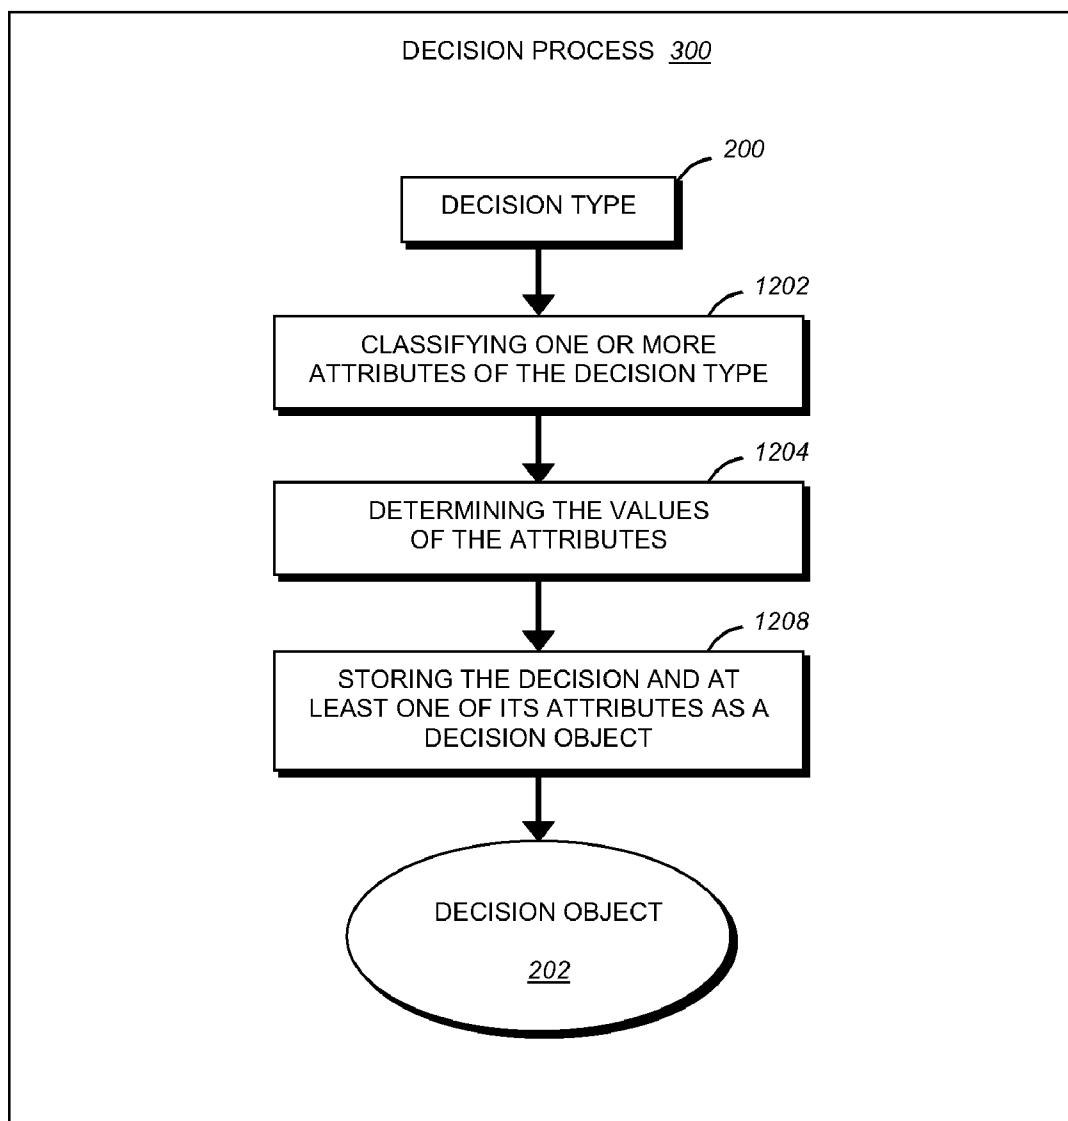 DECISION PROCESS 300
200
DECISION TYPE
1202
CLASSIFYING ONE OR MORE
ATTRIBUTES OF THE DECISION TYPE
1204
DETERMINING THE VALUES
OF THE ATTRIBUTES
1208
STORING THE DECISION AND AT
LEAST ONE OF ITS ATTRIBUTES AS A
DECISION OBJECT
DECISION OBJECT
202